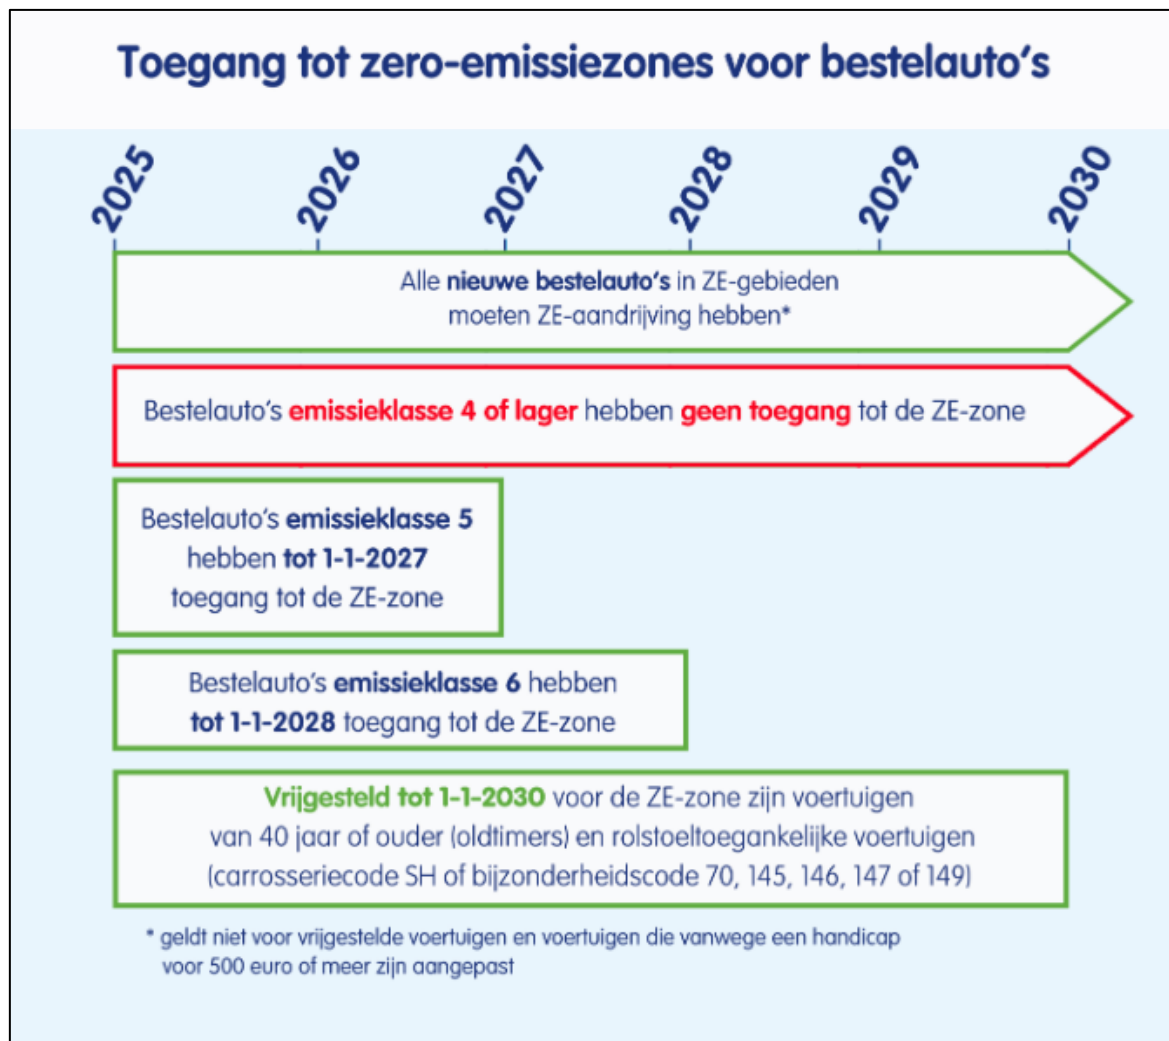 Toegang tot zero-emissiezones voor bestelauto's
2025
2026
2027
2028
2029
2030
Alle nieuwe bestelauto's in ZE-gebieden
moeten ZE-aandrijving hebben*
Bestelauto's emissieklasse 4 of lager hebben geen toegang tot de ZE-zone
Bestelauto's emissieklasse 5
hebben tot 1-1-2027
toegang tot de ZE-zone
Bestelauto's emissieklasse 6 hebben
tot 1-1-2028 toegang tot de ZE-zone
Vrijgesteld tot 1-1-2030 voor de ZE-zone zijn voertuigen
van 40 jaar of ouder (oldtimers) en rolstoeltoegankelijke voertuigen
(carrosseriecode SH of bijzonderheidscode 70, 145, 146, 147 of 149)
* geldt niet voor vrijgestelde voertuigen en voertuigen die vanwege een handicap
voor 500 euro of meer zijn aangepast